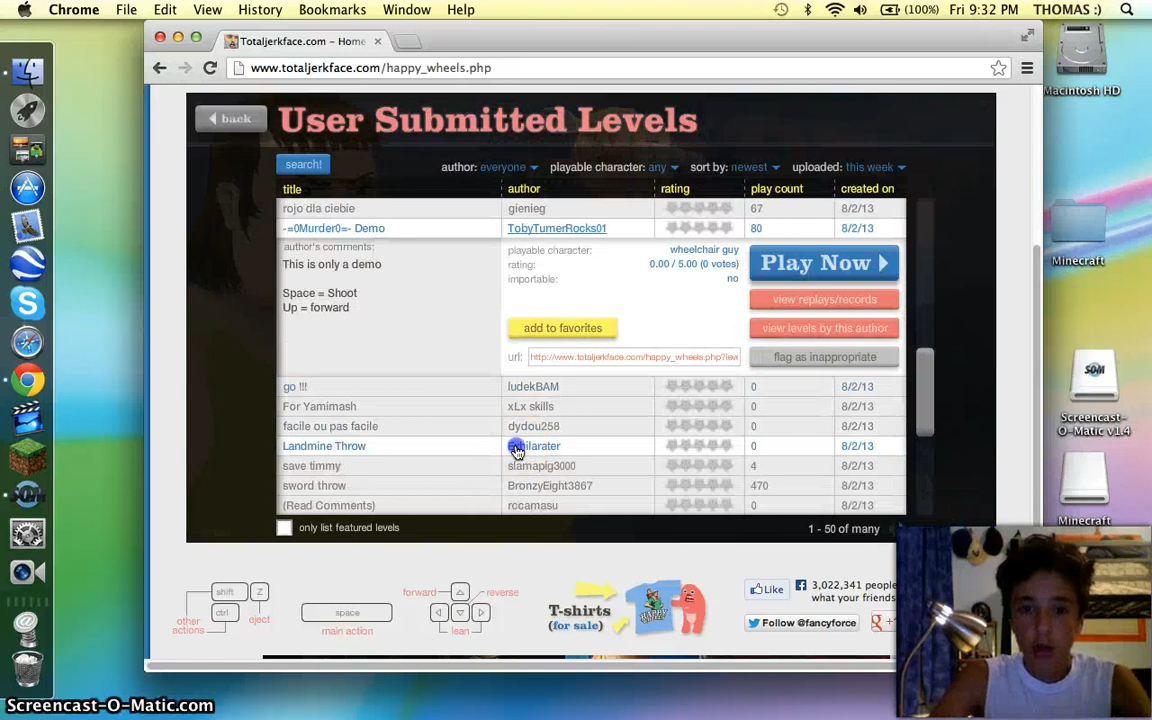 Chrome File Edit View History Bookmarks Window Help (100%) Fri 9:32 PM THOMAS :)
Totaljerkface.com - Home
www.totaljerkface.com/happy_wheels.php
Macintosh HD
back User Submitted Levels
search! author: everyone playable character: any sort by: newest uploaded: this week
title author rating play count created on
rojo dla ciebie gienieg 67 8/2/13
-=0Murder0=- Demo TobyTurnerRocks01 80 8/2/13
author's comments: playable character: wheelchair guy
This is only a demo rating: 0.00 / 5.00 (0 votes) Play Now
importable: no
Space = Shoot view replays/records
Up = forward
add to favorites view levels by this author
url: http://www.totaljerkface.com/happy_wheels.php?lev flag as inappropriate
go !!! ludekBAM 0 8/2/13
For Yamimash xLx skills 0 8/2/13
facile ou pas facile dydou258 0 8/2/13
Landmine Throw 0 8/2/13
save timmy slamapig3000 4 8/2/13
sword throw BronzyEight3867 470 8/2/13
(Read Comments) rccamasu 0 8/2/13
only list featured levels 1 - 50 of many
Minecraft
Screencast-
O-Matic v1.4
Minecraft
shift Z
ctrl eject
other
actions
space
main action
forward reverse
lean
T-shirts
(for sale)
Like 3,022,341 people
what your friends
Follow @fancyforce
Screencast-O-Matic.com